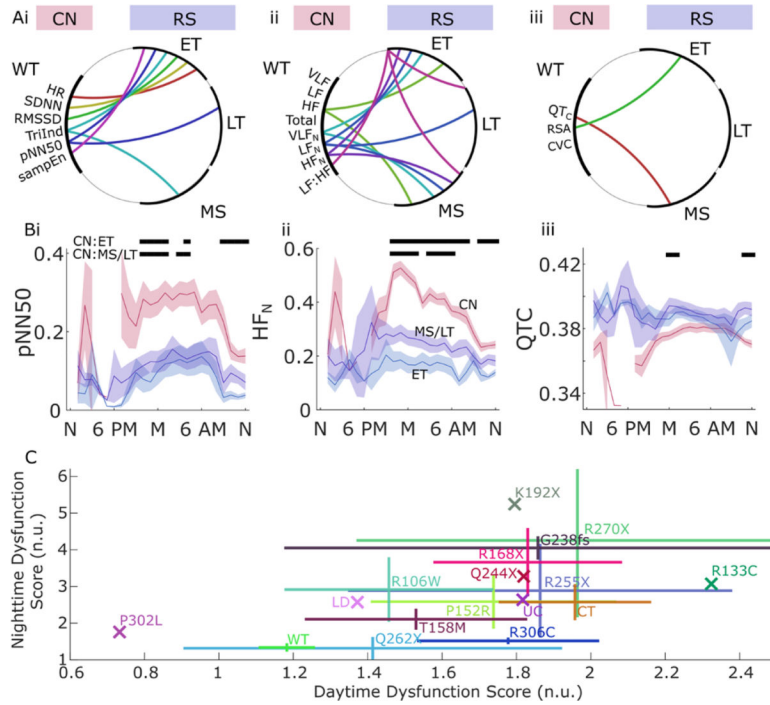 Ai CN RS ii CN RS iii CN RS
WT ET LT MS
HR
SDNN
RMSSD
TriInd
pNN50
sampEn
WT ET LT MS
VLF
LF
HF
Total
VLF_N
LF_N
HF_N
LF:HF
WT ET LT MS
QT_C
RSA
CVC
Bi CN:ET
CN:MS/LT
pNN50
0.4
0.2
0
N 6 PM M 6 AM N
ii
HF_N
0.6
0.4
0.2
0
CN
MS/LT
ET
N 6 PM M 6 AM N
iii
QTC
0.42
0.38
0.34
N 6 PM M 6 AM N
C
Nighttime Dysfunction
Score (n.u.)
6
5
4
3
2
1
K192X
R270X
G238fs
R168X
Q244X
R133C
R106W
R255X
LD
P152R
UC
CT
P302L
T158M
WT
Q262X
R306C
0.6 0.8 1 1.2 1.4 1.6 1.8 2 2.2 2.4
Daytime Dysfunction Score (n.u.)